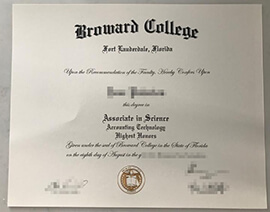 Broward College
Fort Lauderdale, Florida
Upon the Recommendation of the Faculty, Hereby Confers Upon
this degree in
Associate in Science
Accounting Technology
Highest Honors
Given under the seal of Broward College in the State of Florida
on the eighth day of August in the